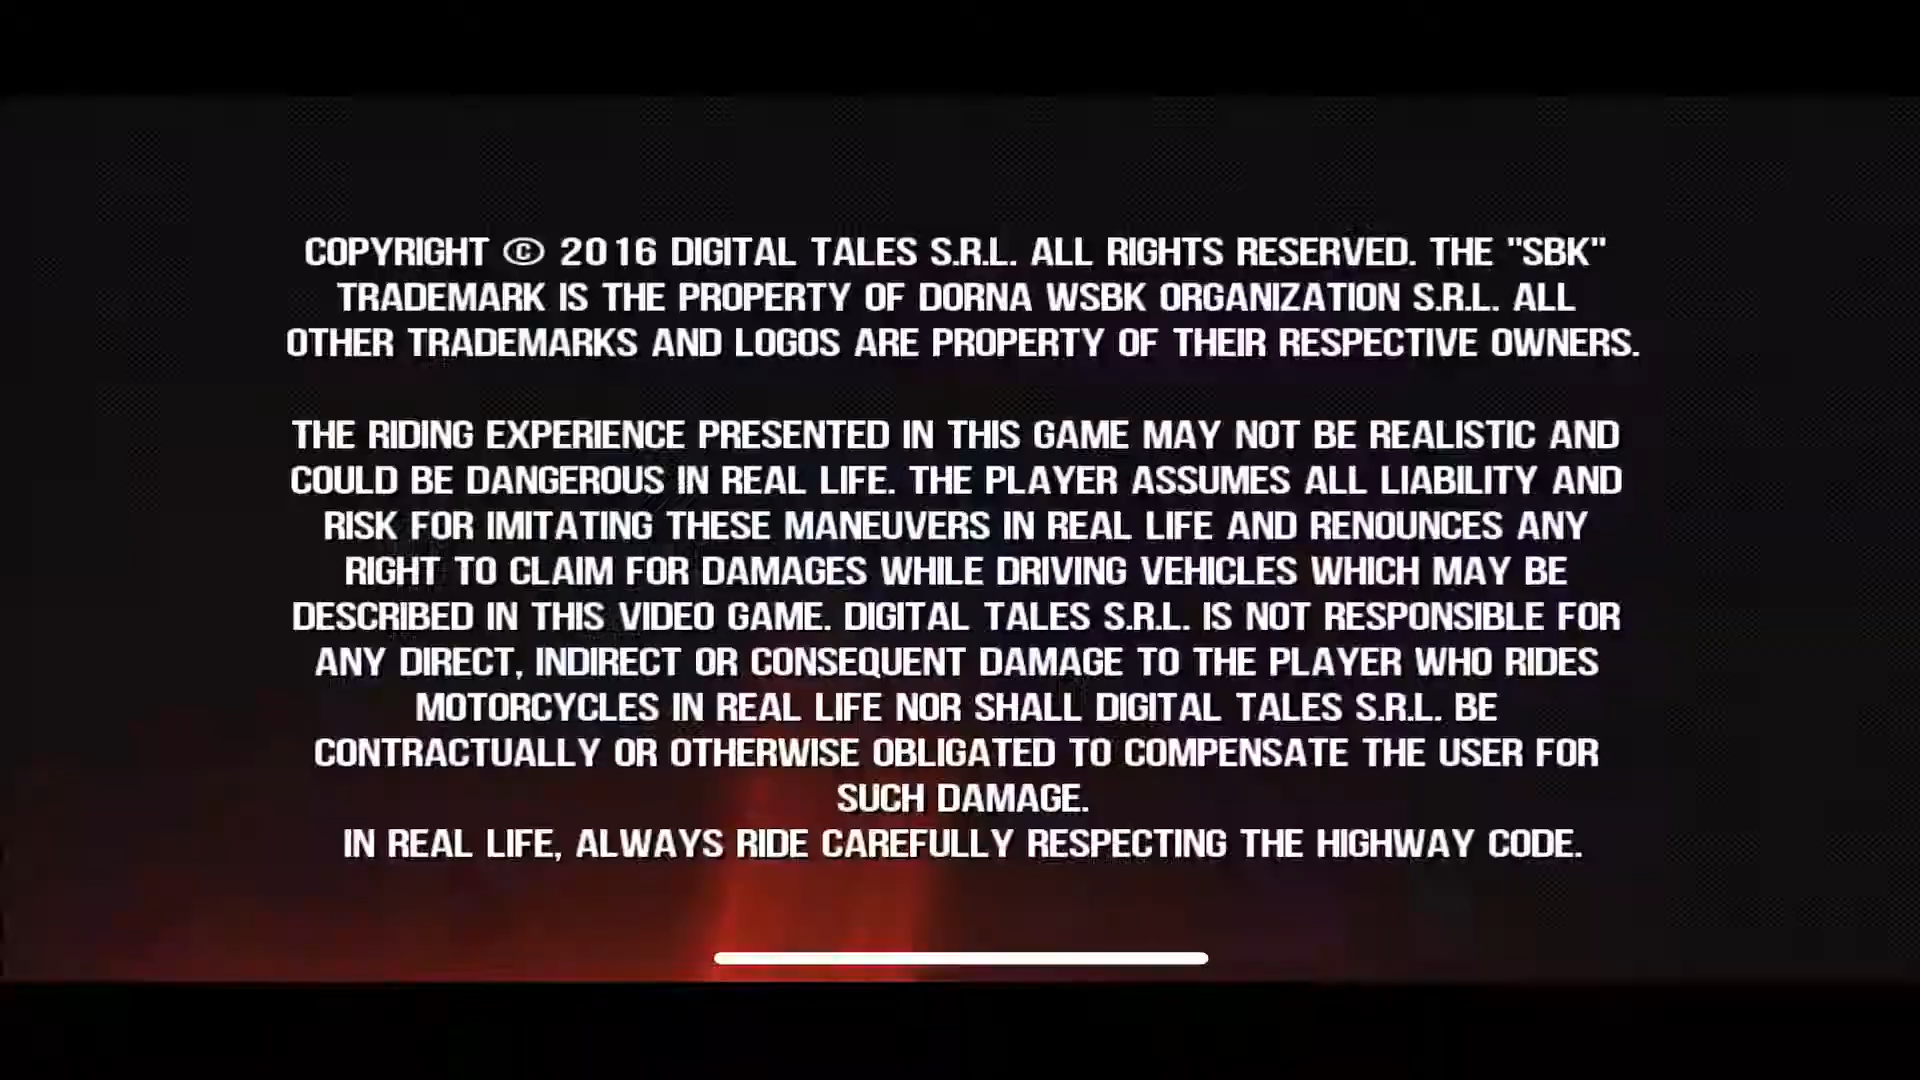 COPYRIGHT © 2016 DIGITAL TALES S.R.L. ALL RIGHTS RESERVED. THE "SBK"
TRADEMARK IS THE PROPERTY OF DORNA WSBK ORGANIZATION S.R.L. ALL
OTHER TRADEMARKS AND LOGOS ARE PROPERTY OF THEIR RESPECTIVE OWNERS.
THE RIDING EXPERIENCE PRESENTED IN THIS GAME MAY NOT BE REALISTIC AND
COULD BE DANGEROUS IN REAL LIFE. THE PLAYER ASSUMES ALL LIABILITY AND
RISK FOR IMITATING THESE MANEUVERS IN REAL LIFE AND RENOUNCES ANY
RIGHT TO CLAIM FOR DAMAGES WHILE DRIVING VEHICLES WHICH MAY BE
DESCRIBED IN THIS VIDEO GAME. DIGITAL TALES S.R.L. IS NOT RESPONSIBLE FOR
ANY DIRECT, INDIRECT OR CONSEQUENT DAMAGE TO THE PLAYER WHO RIDES
MOTORCYCLES IN REAL LIFE NOR SHALL DIGITAL TALES S.R.L. BE
CONTRACTUALLY OR OTHERWISE OBLIGATED TO COMPENSATE THE USER FOR
SUCH DAMAGE.
IN REAL LIFE, ALWAYS RIDE CAREFULLY RESPECTING THE HIGHWAY CODE.